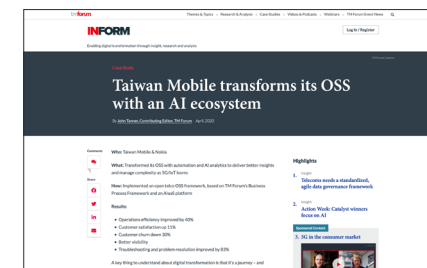 tmforum
Themes & Topics
Research & Analysis
Case Studies
Videos & Podcasts
Webinars
TM Forum Grand News
INFORM
Log In / Register
Enabling digital transformation through insight, research and analysis
Case Study
Taiwan Mobile transforms its OSS
with an AI ecosystem
By John Tanner, Contributing Editor, TM Forum April, 2020
Comments
Share
Who: Taiwan Mobile & Nokia
What: Transformed its OSS with automation and AI analytics to deliver better insights
and manage complexity as 5G/IoT looms
How: Implemented an open telco OSS framework, based on TM Forum's Business
Process Framework and an AIaaS platform
Results:
• Operations efficiency improved by 40%
• Customer satisfaction up 11%
• Customer churn down 30%
• Better visibility
• Troubleshooting and problem resolution improved by 83%
A key thing to understand about digital transformation is that it's a journey – and
Highlights
1. Insight
Telecoms needs a standardized,
agile data governance framework
2. Insight
Action Week: Catalyst winners
focus on AI
Sponsored Content
3. 5G in the consumer market